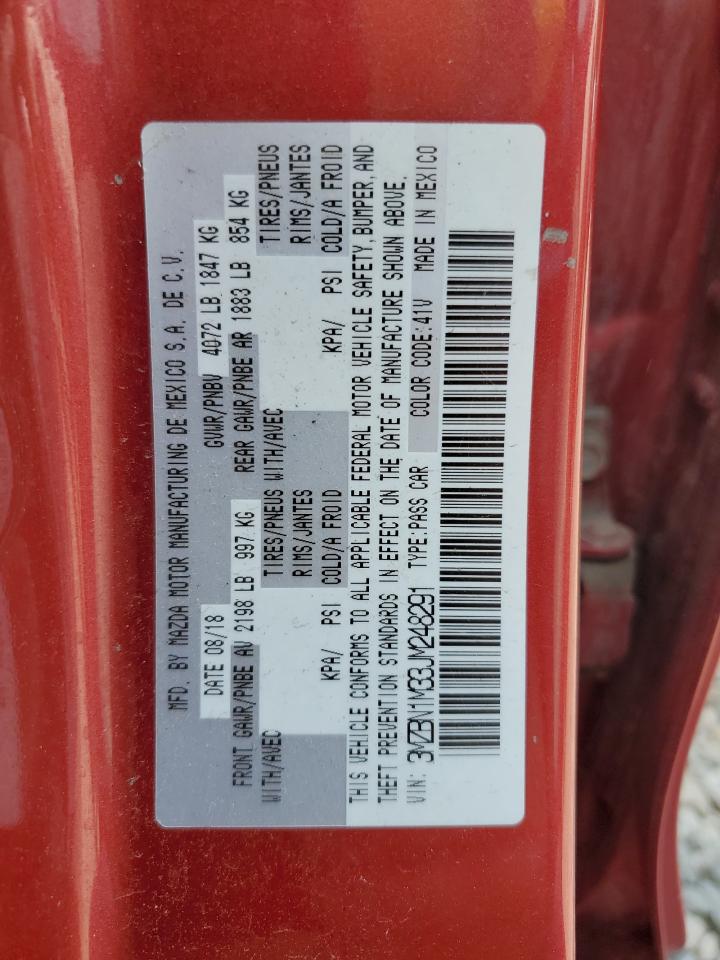 MFD. BY MAZDA MOTOR MANUFACTURING DE MEXICO S.A. DE C.V.
DATE 08/18 GVWR/PNBV 4072 LB 1847 KG
FRONT GAWR/PNBE AV 2198 LB 997 KG REAR GAWR/PNBE AR 1883 LB 854 KG
WITH/AVEC TIRES/PNEUS WITH/AVEC TIRES/PNEUS
RIMS/JANTES RIMS/JANTES
KPA/ PSI COLD/A FROID KPA/ PSI COLD/A FROID
THIS VEHICLE CONFORMS TO ALL APPLICABLE FEDERAL MOTOR VEHICLE SAFETY, BUMPER, AND
THEFT PREVENTION STANDARDS IN EFFECT ON THE DATE OF MANUFACTURE SHOWN ABOVE.
VIN: 3MZBN1M33JM248291 TYPE:PASS CAR COLOR CODE:41V MADE IN MEXICO